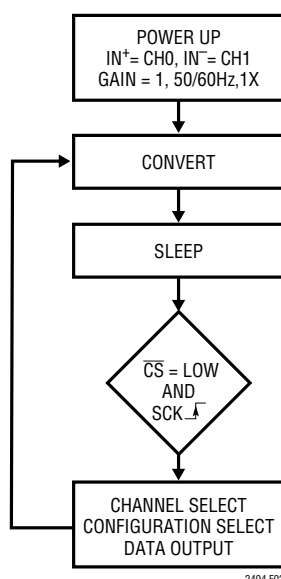 POWER UP
IN⁺= CH0, IN⁻= CH1
GAIN = 1, 50/60Hz,1X
CONVERT
SLEEP
C̅S̅ = LOW
AND
SCK
CHANNEL SELECT
CONFIGURATION SELECT
DATA OUTPUT